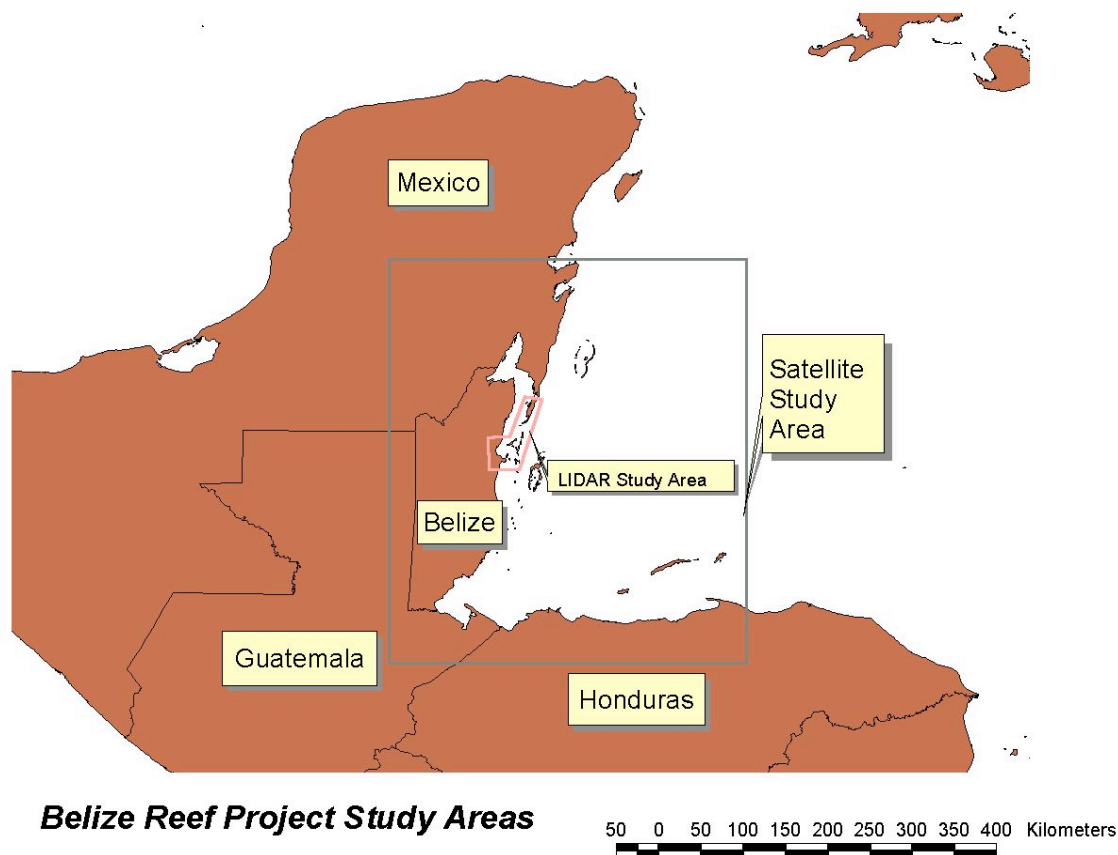 Mexico
Satellite
Study
Area
LIDAR Study Area
Belize
Guatemala
Honduras
Belize Reef Project Study Areas
50 0 50 100 150 200 250 300 350 400 Kilometers